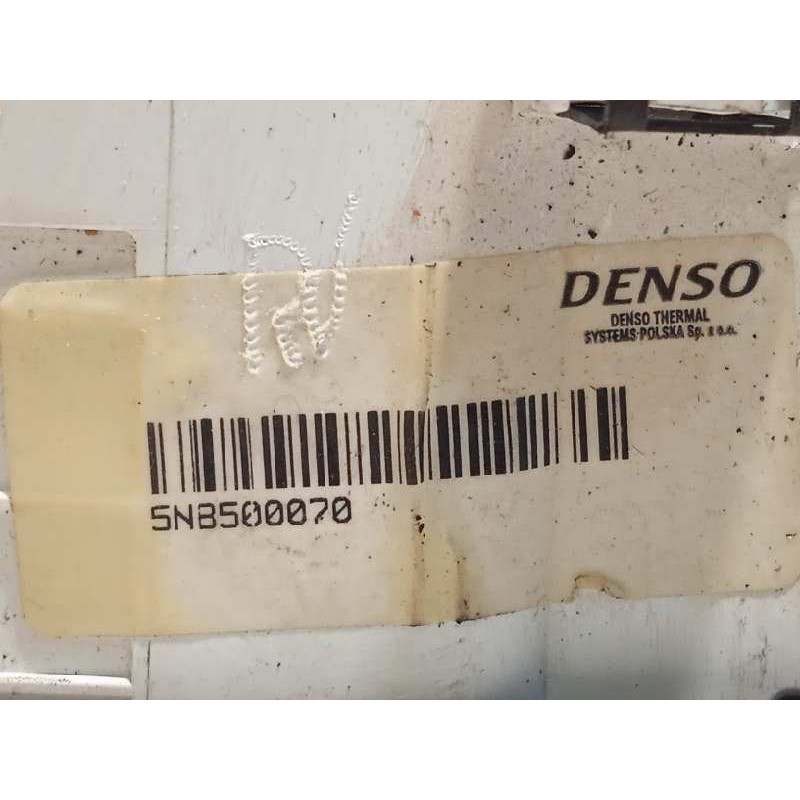 DENSO
DENSO THERMAL
SYSTEMS POLSKA Sp. z o.o.
5NB500070